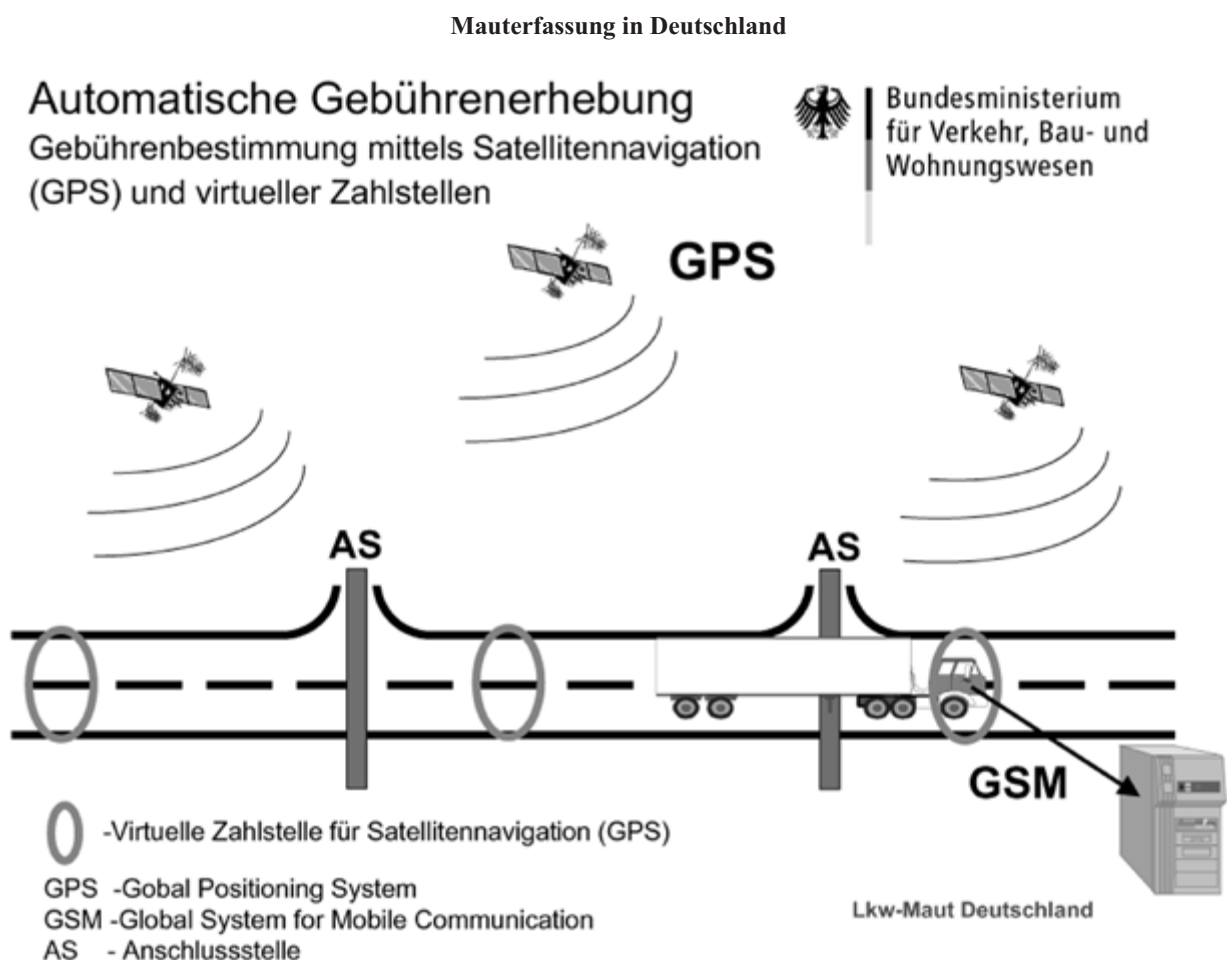 Mauterfassung in Deutschland
Automatische Gebührenerhebung
Gebührenbestimmung mittels Satellitennavigation
(GPS) und virtueller Zahlstellen
Bundesministerium
für Verkehr, Bau- und
Wohnungswesen
GPS
AS
AS
GSM
-Virtuelle Zahlstelle für Satellitennavigation (GPS)
GPS -Gobal Positioning System
GSM -Global System for Mobile Communication
AS - Anschlussstelle
Lkw-Maut Deutschland